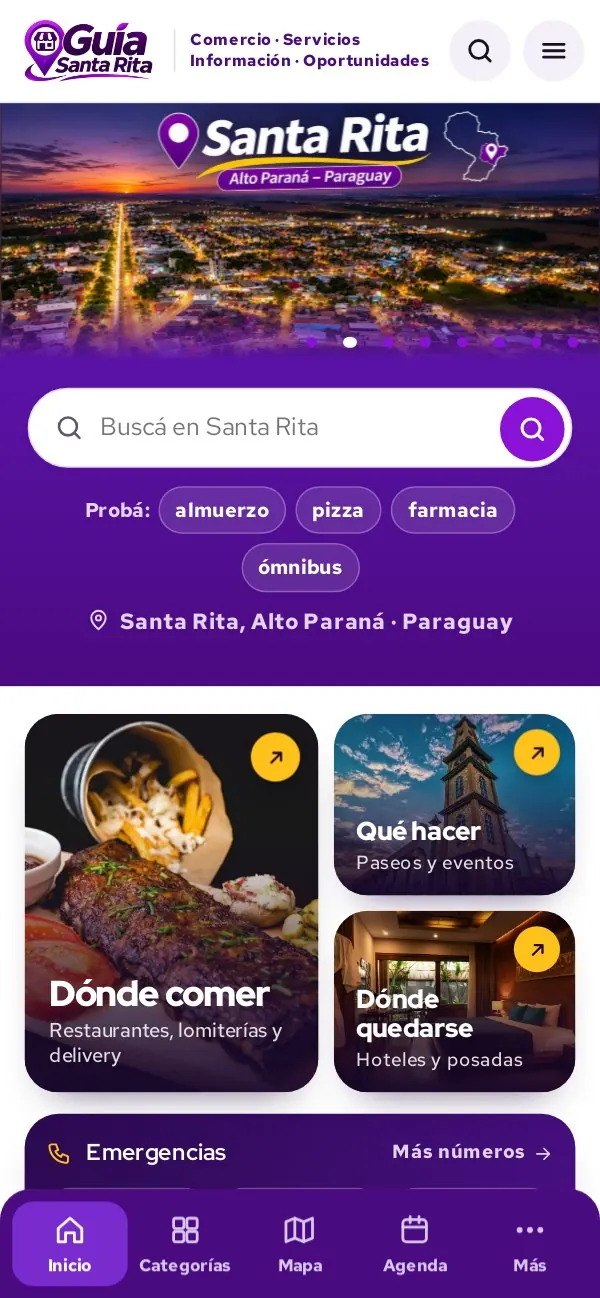 Guía
Santa Rita
Comercio · Servicios
Información · Oportunidades
Santa Rita
Alto Paraná – Paraguay
Buscá en Santa Rita
Probá:
almuerzo
pizza
farmacia
ómnibus
Santa Rita, Alto Paraná · Paraguay
Dónde comer
Restaurantes, lomiterías y
delivery
Qué hacer
Paseos y eventos
Dónde
quedarse
Hoteles y posadas
Emergencias
Más números →
Inicio
Categorías
Mapa
Agenda
Más